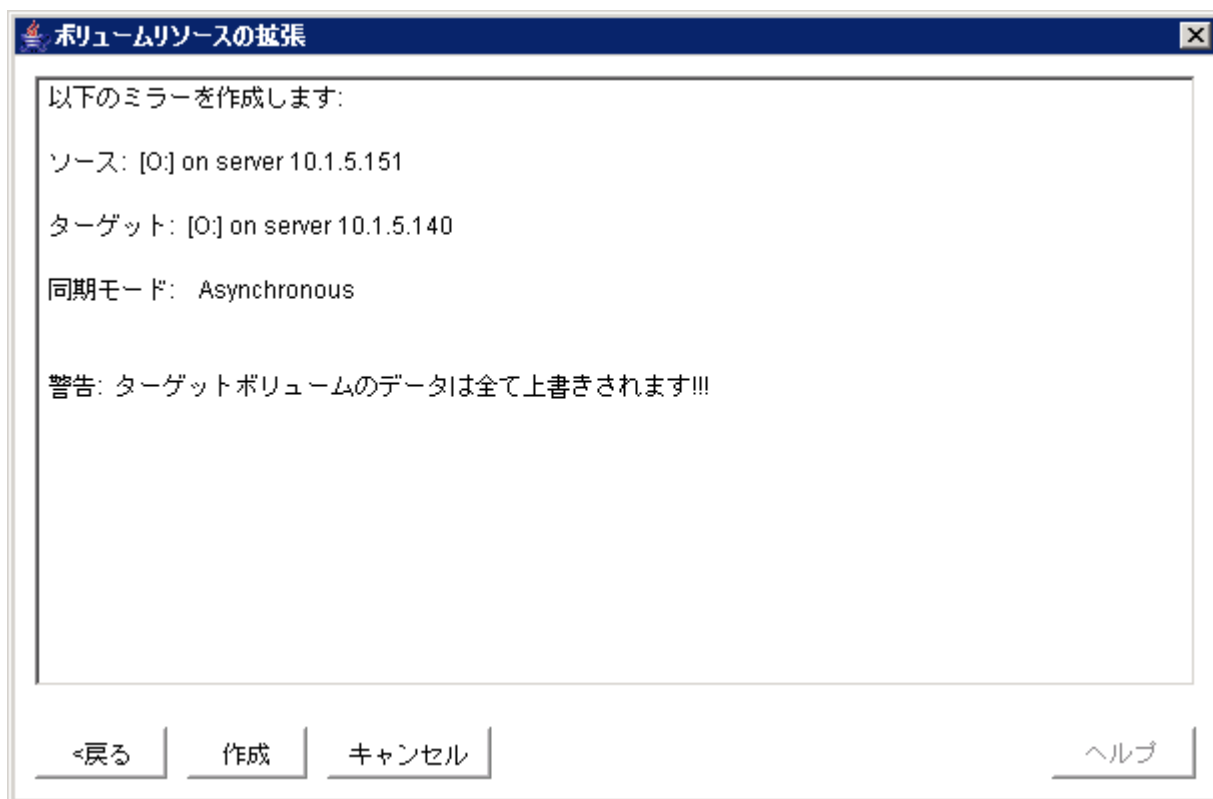 ボリュームリソースの拡張
以下のミラーを作成します:
ソース: [O:] on server 10.1.5.151
ターゲット: [O:] on server 10.1.5.140
同期モード: Asynchronous
警告: ターゲットボリュームのデータは全て上書きされます!!!
<戻る 作成 キャンセル ヘルプ